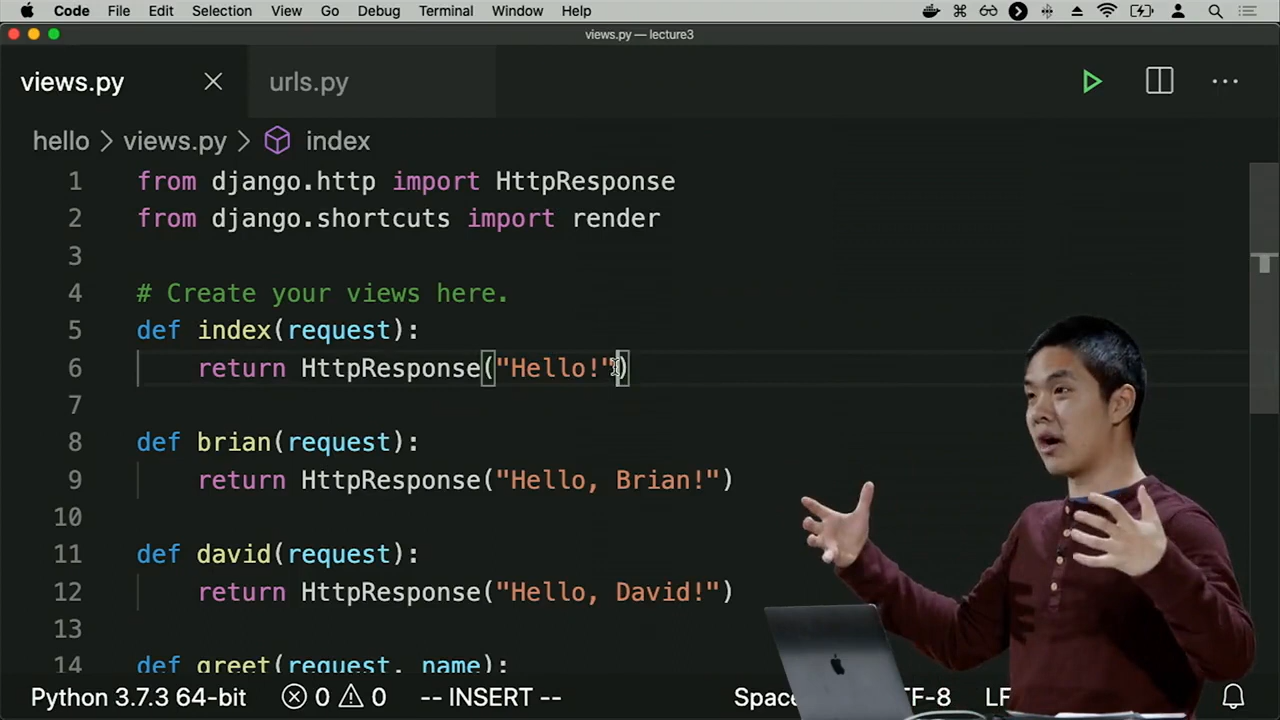 Code File Edit Selection View Go Debug Terminal Window Help
views.py — lecture3
views.py urls.py
hello > views.py > index
1 from django.http import HttpResponse
2 from django.shortcuts import render
3
4 # Create your views here.
5 def index(request):
6 return HttpResponse("Hello!")
7
8 def brian(request):
9 return HttpResponse("Hello, Brian!")
10
11 def david(request):
12 return HttpResponse("Hello, David!")
13
14 def greet(request, name):
Python 3.7.3 64-bit 0 0 -- INSERT -- Space TF-8 LF